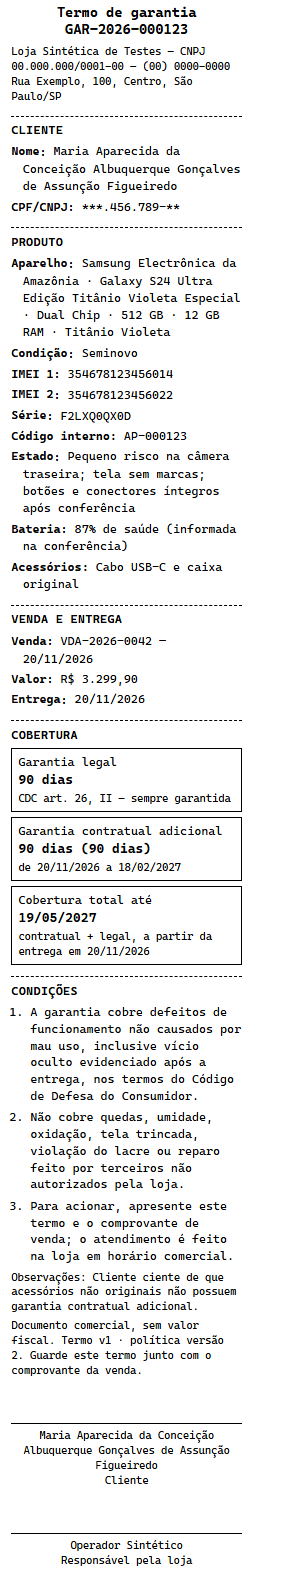 Termo de garantia
GAR-2026-000123
Loja Sintética de Testes — CNPJ
00.000.000/0001-00 — (00) 0000-0000
Rua Exemplo, 100, Centro, São
Paulo/SP
CLIENTE
Nome: Maria Aparecida da
Conceição Albuquerque Gonçalves
de Assunção Figueiredo
CPF/CNPJ: ***.456.789-**
PRODUTO
Aparelho: Samsung Electrônica da
Amazônia · Galaxy S24 Ultra
Edição Titânio Violeta Especial
· Dual Chip · 512 GB · 12 GB
RAM · Titânio Violeta
Condição: Seminovo
IMEI 1: 354678123456014
IMEI 2: 354678123456022
Série: F2LXQ0QX0D
Código interno: AP-000123
Estado: Pequeno risco na câmera
traseira; tela sem marcas;
botões e conectores íntegros
após conferência
Bateria: 87% de saúde (informada
na conferência)
Acessórios: Cabo USB-C e caixa
original
VENDA E ENTREGA
Venda: VDA-2026-0042 —
20/11/2026
Valor: R$ 3.299,90
Entrega: 20/11/2026
COBERTURA
Garantia legal
90 dias
CDC art. 26, II — sempre garantida
Garantia contratual adicional
90 dias (90 dias)
de 20/11/2026 a 18/02/2027
Cobertura total até
19/05/2027
contratual + legal, a partir da
entrega em 20/11/2026
CONDIÇÕES
1. A garantia cobre defeitos de
funcionamento não causados por
mau uso, inclusive vício
oculto evidenciado após a
entrega, nos termos do Código
de Defesa do Consumidor.
2. Não cobre quedas, umidade,
oxidação, tela trincada,
violação do lacre ou reparo
feito por terceiros não
autorizados pela loja.
3. Para acionar, apresente este
termo e o comprovante de
venda; o atendimento é feito
na loja em horário comercial.
Observações: Cliente ciente de que
acessórios não originais não possuem
garantia contratual adicional.
Documento comercial, sem valor
fiscal. Termo v1 · política versão
2. Guarde este termo junto com o
comprovante da venda.
Maria Aparecida da Conceição
Albuquerque Gonçalves de Assunção
Figueiredo
Cliente
Operador Sintético
Responsável pela loja